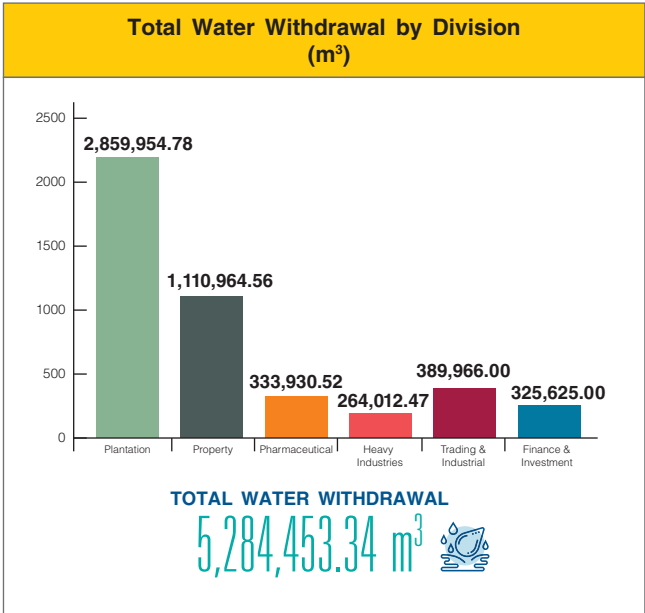 Total Water Withdrawal by Division
(m³)
2500
2000
1500
1000
500
0
2,859,954.78
1,110,964.56
333,930.52
264,012.47
389,966.00
325,625.00
Plantation
Property
Pharmaceutical
Heavy
Industries
Trading &
Industrial
Finance &
Investment
TOTAL WATER WITHDRAWAL
5,284,453.34 m³